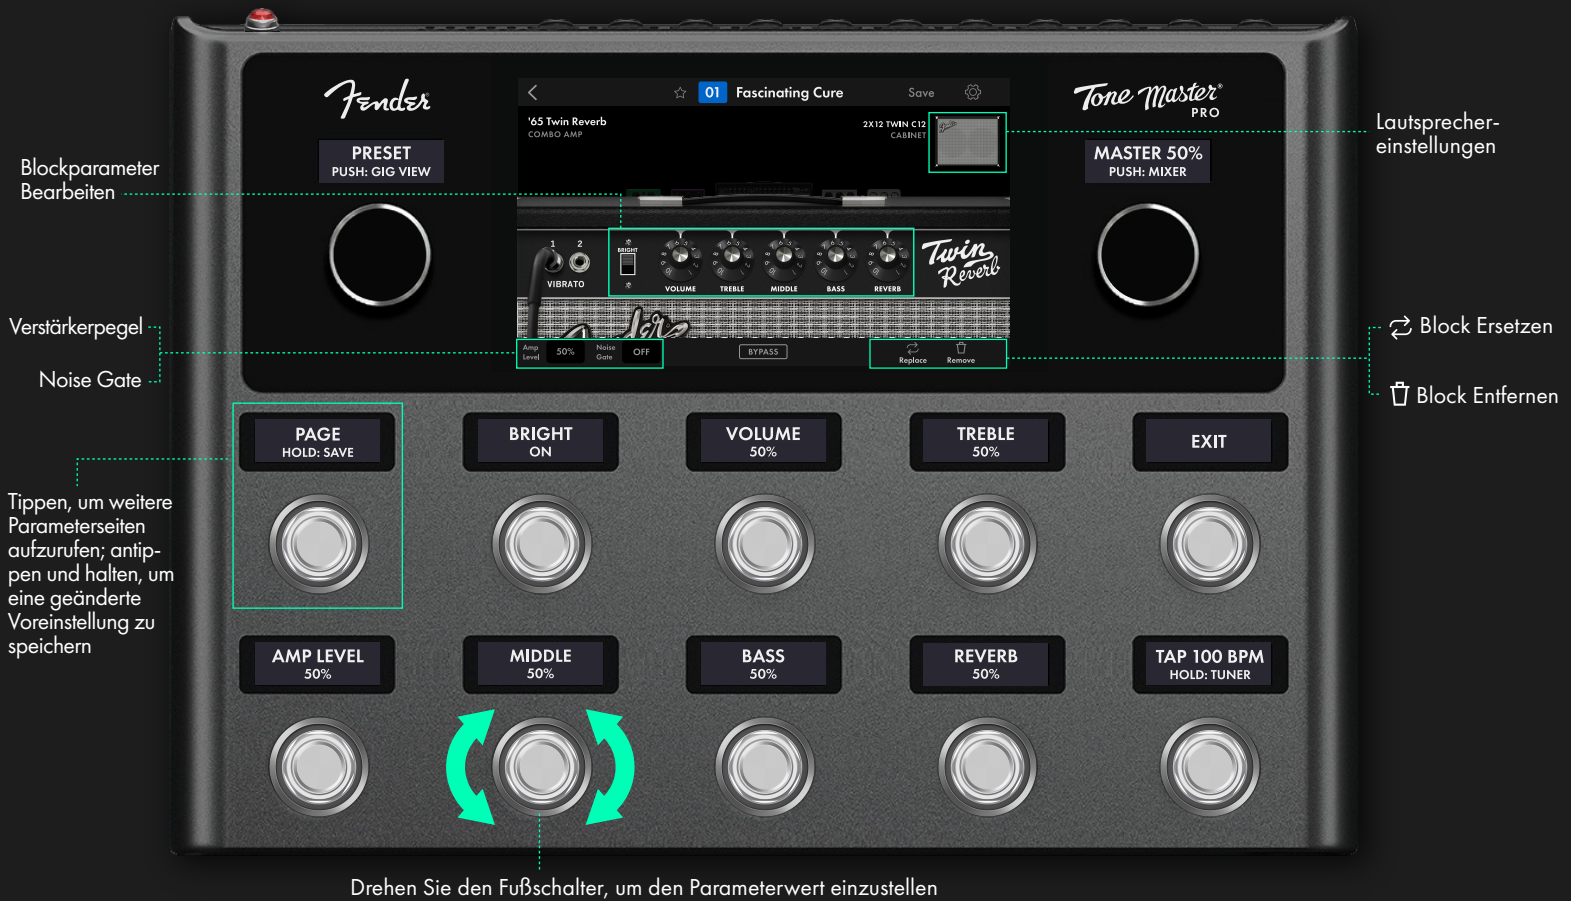 Fender
Tone Master®
PRO
01 Fascinating Cure
Save
'65 Twin Reverb
COMBO AMP
2X12 TWIN C12
CABINET
Lautsprecher-
einstellungen
PRESET
PUSH: GIG VIEW
MASTER 50%
PUSH: MIXER
Blockparameter
Bearbeiten
1 2
VIBRATO
BRIGHT
VOLUME TREBLE MIDDLE BASS REVERB
Twin
Reverb
Fender
Verstärkerpegel
Noise Gate
Amp
Level
50%
Noise
Gate
OFF
BYPASS
Replace Remove
Block Ersetzen
Block Entfernen
PAGE
HOLD: SAVE
BRIGHT
ON
VOLUME
50%
TREBLE
50%
EXIT
Tippen, um weitere
Parameterseiten
aufzurufen; antip-
pen und halten, um
eine geänderte
Voreinstellung zu
speichern
AMP LEVEL
50%
MIDDLE
50%
BASS
50%
REVERB
50%
TAP 100 BPM
HOLD: TUNER
Drehen Sie den Fußschalter, um den Parameterwert einzustellen